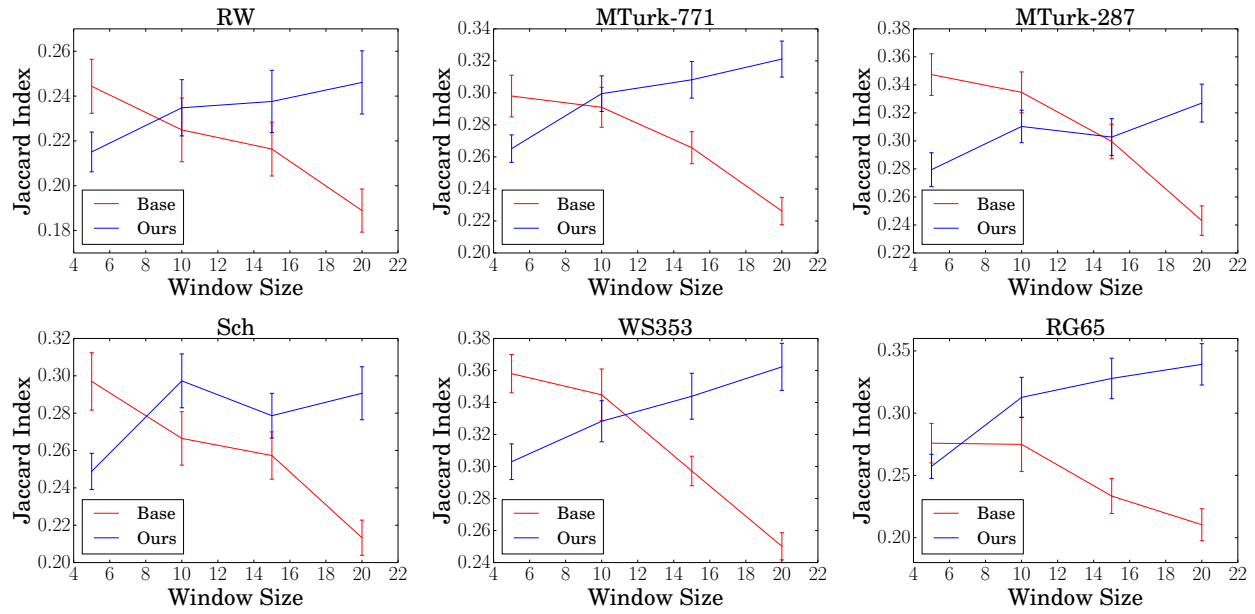 RW
Jaccard Index
0.26
0.24
0.22
0.20
0.18
Base
Ours
4 6 8 10 12 14 16 18 20 22
Window Size
MTurk-771
Jaccard Index
0.34
0.32
0.30
0.28
0.26
0.24
0.22
0.20
Base
Ours
4 6 8 10 12 14 16 18 20 22
Window Size
MTurk-287
Jaccard Index
0.38
0.36
0.34
0.32
0.30
0.28
0.26
0.24
0.22
Base
Ours
4 6 8 10 12 14 16 18 20 22
Window Size
Sch
Jaccard Index
0.32
0.30
0.28
0.26
0.24
0.22
0.20
Base
Ours
4 6 8 10 12 14 16 18 20 22
Window Size
WS353
Jaccard Index
0.38
0.36
0.34
0.32
0.30
0.28
0.26
0.24
Base
Ours
4 6 8 10 12 14 16 18 20 22
Window Size
RG65
Jaccard Index
0.35
0.30
0.25
0.20
Base
Ours
4 6 8 10 12 14 16 18 20 22
Window Size